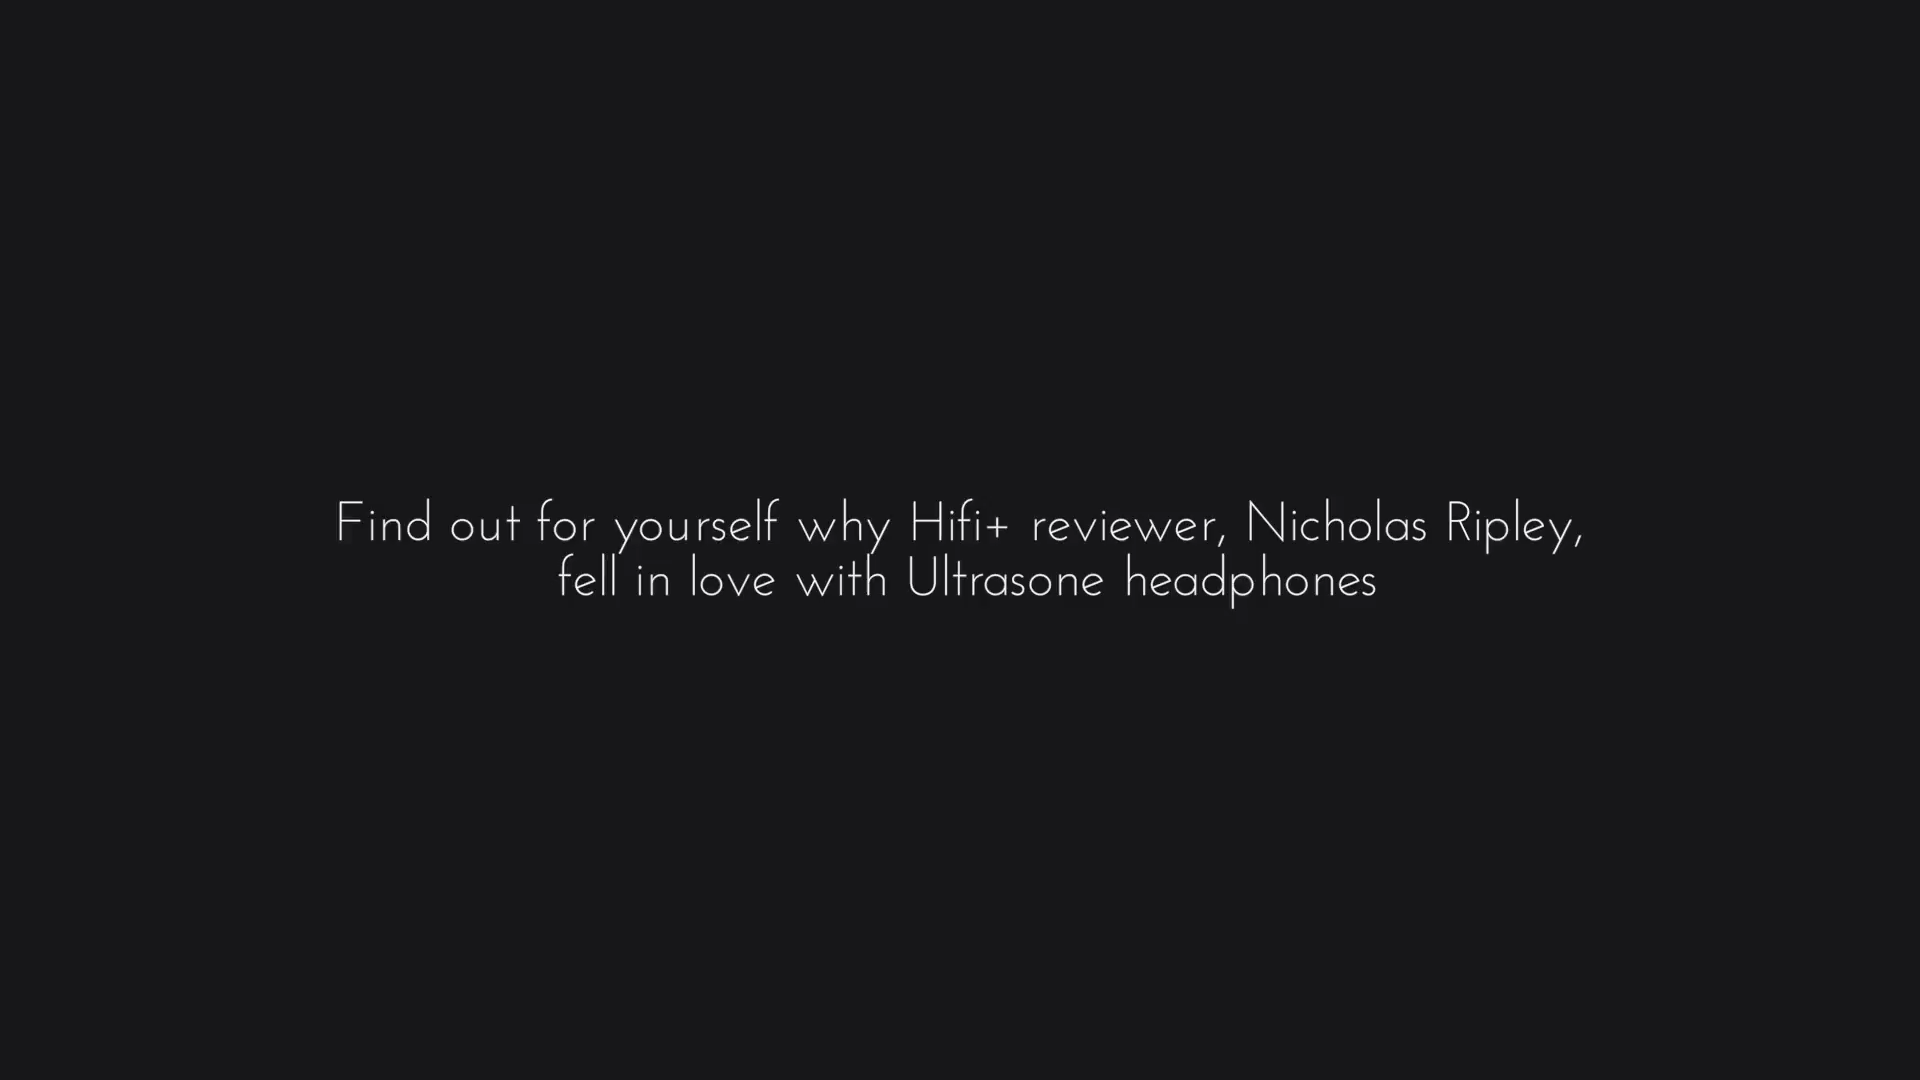 Find out for yourself why Hifi+ reviewer, Nicholas Ripley,
fell in love with Ultrasone headphones